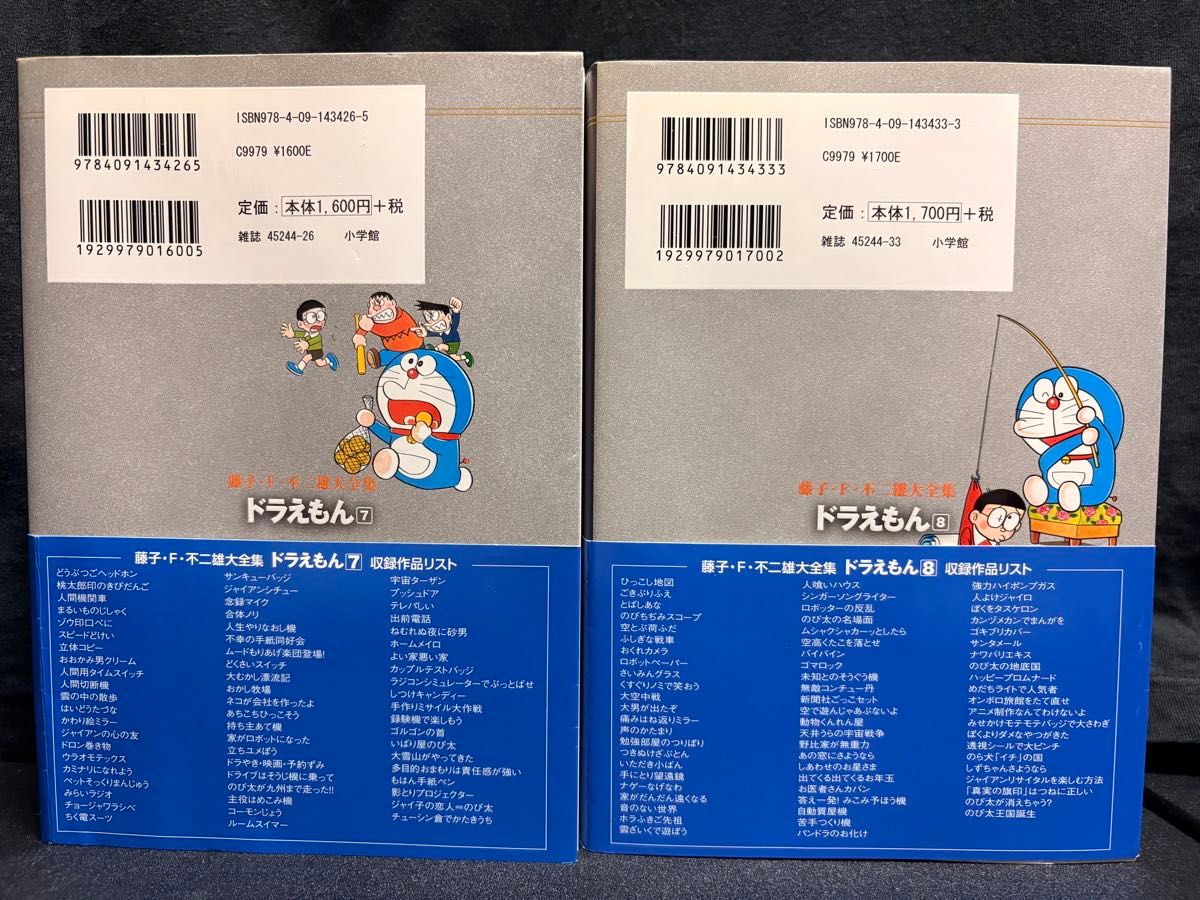 ISBN978-4-09-143426-5
9784091434265
C9979 ¥1600E
定価：本体1,600円+税
1929979016005
雑誌 45244-26 小学館
藤子・F・不二雄大全集
ドラえもん 7
藤子・F・不二雄大全集 ドラえもん 7 収録作品リスト
どうぶつごヘッドホン
桃太郎印のきびだんご
人間機関車
まるいものじしゃく
ゾウ印口べに
スピードどけい
立体コピー
おおかみ男クリーム
人間用タイムスイッチ
人間切断機
雲の中の散歩
はいどうたづな
かわり絵ミラー
ジャイアンの心の友
ドロン巻き物
ウラオモテックス
カミナリになれよう
ペットそっくりまんじゅう
みらいラジオ
チョージャワラシベ
ちく電スーツ
サンキューバッジ
ジャイアンシチュー
念録マイク
合体ノリ
人生やりなおし機
不幸の手紙同好会
ムードもりあげ楽団登場!
どくさいスイッチ
大むかし漂流記
おかし牧場
ネコが会社を作ったよ
あちこちひっこそう
持ち主あて機
家がロボットになった
立ちユメぼう
ドラやき・映画・予約ずみ
ドライブはそうじ機に乗って
のび太が九州まで走った!!
主役はめこみ機
コーモンじょう
ルームスイマー
宇宙ターザン
プッシュドア
テレパしい
出前電話
ねむれぬ夜に砂男
ホームメイロ
よい家悪い家
カップルテストバッジ
ラジコンシミュレーターでぶっとばせ
しつけキャンディー
手作りミサイル大作戦
録験機で楽しもう
ゴルゴンの首
いばり屋のび太
大雪山がやってきた
多目的おまもりは責任感が強い
もはん手紙ペン
影とりプロジェクター
ジャイ子の恋人＝のび太
チューシン倉でかたきうち
ISBN978-4-09-143433-3
9784091434333
C9979 ¥1700E
定価：本体1,700円+税
1929979017002
雑誌 45244-33 小学館
藤子・F・不二雄大全集
ドラえもん 8
藤子・F・不二雄大全集 ドラえもん 8 収録作品リスト
ひっこし地図
ごきぶりふえ
とばしあな
のびちぢみスコープ
空とぶ荷ふだ
ふしぎな戦車
おくれカメラ
ロボットペーパー
さいみんグラス
くすぐりノミで笑おう
大空中戦
大男が出たぞ
痛みはね返りミラー
声のかたまり
勉強部屋のつりぼり
つきぬけざぶとん
いただき小ばん
手にとり望遠鏡
ナゲーなげなわ
家がだんだん遠くなる
音のない世界
ホラふきご先祖
雲ざいくで遊ぼう
人喰いハウス
シンガーソングライター
ロボッターの反乱
のび太の名場面
ムシャクシャカーッとしたら
空高くたこを落とせ
バイバイン
ゴマロック
未知とのそうぐう機
無敵コンチュー丹
新聞社ごっこセット
空で遊んじゃあぶないよ
動物くんれん屋
天井うらの宇宙戦争
野比家が無重力
あの窓にさようなら
しあわせのお星さま
出てくる出てくるお年玉
お医者さんカバン
答え一発! みこみ予ほう機
自動質屋機
苦手つくり機
パンドラのお化け
強力ハイポンプガス
人よけジャイロ
ぼくをタスケロン
カンヅメカンでまんがを
ゴキブリカバー
サンタメール
ナワバリエキス
のび太の地底国
ハッピープロムナード
めだちライトで人気者
オンボロ旅館をたて直せ
アニメ制作なんてわけないよ
みせかけモテモテバッジで大さわぎ
ぼくよりダメなやつがきた
透視シールで大ピンチ
のら犬「イチ」の国
しずちゃんさようなら
ジャイアンリサイタルを楽しむ方法
「真実の旗印」はつねに正しい
のび太が消えちゃう?
のび太王国誕生